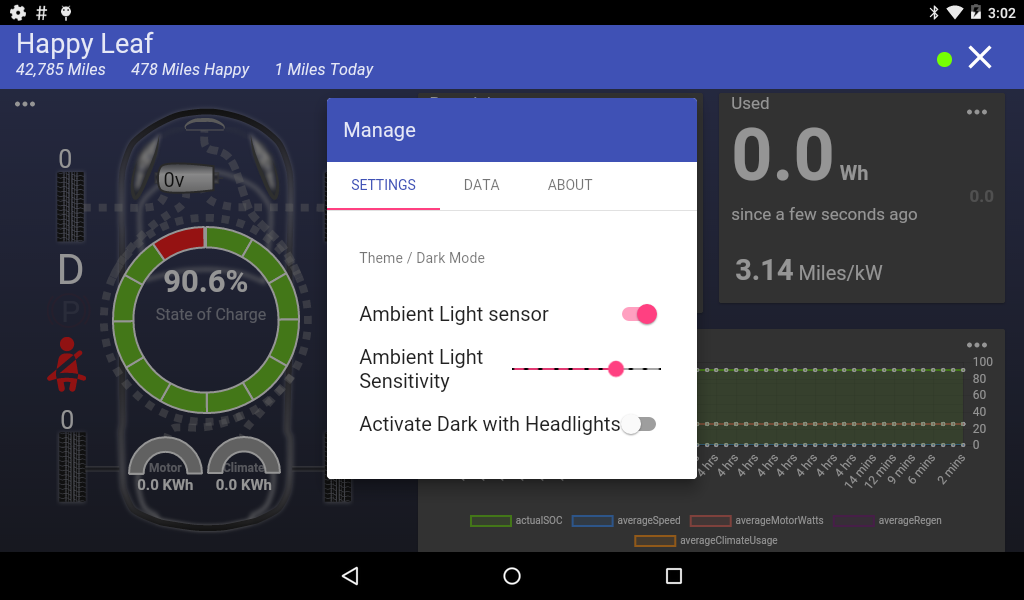 3:02
Happy Leaf
42,785 Miles 478 Miles Happy 1 Miles Today
0
0v
D
P
90.6%
State of Charge
0
Motor
0.0 KWh
Climate
0.0 KWh
Manage
SETTINGS DATA ABOUT
Theme / Dark Mode
Ambient Light sensor
Ambient Light
Sensitivity
Activate Dark with Headlights
Used
0.0 Wh
0.0
since a few seconds ago
3.14 Miles/kW
100
80
60
40
20
0
4 hrs 4 hrs 4 hrs 4 hrs 4 hrs 4 hrs 4 hrs 4 hrs 14 mins 12 mins 9 mins 6 mins 2 mins
actualSOC averageSpeed averageMotorWatts averageRegen
averageClimateUsage